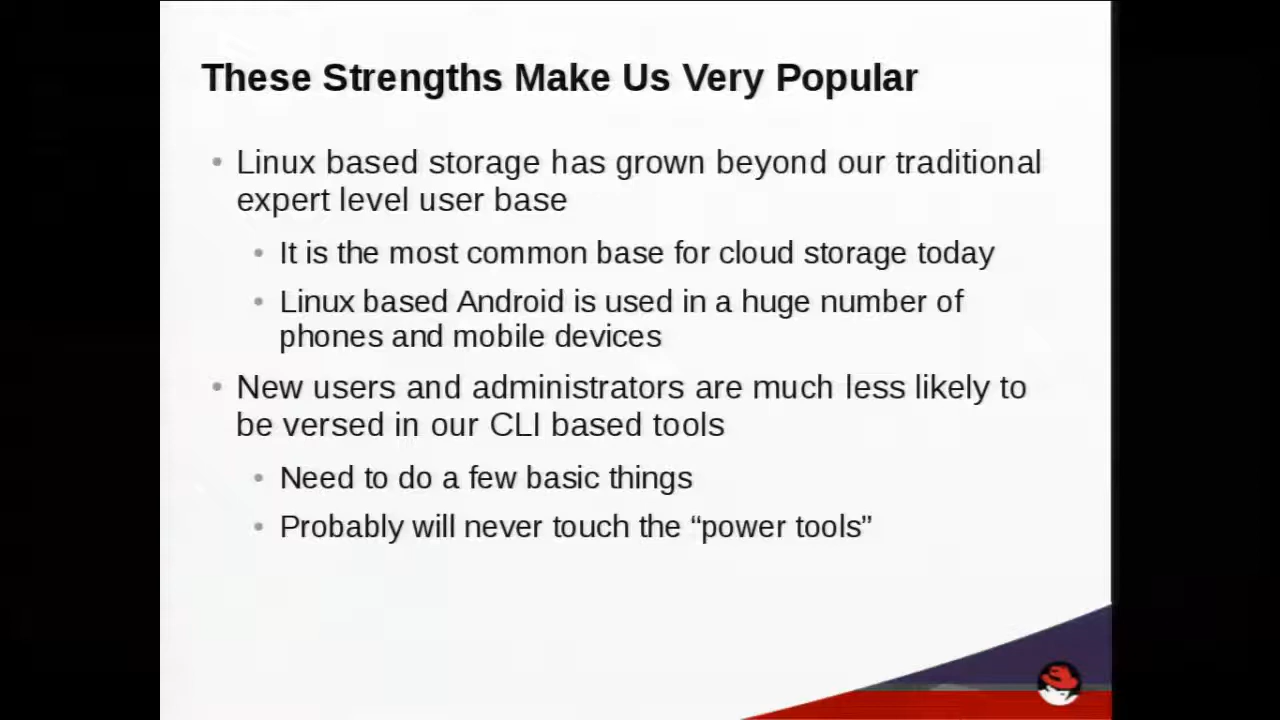 These Strengths Make Us Very Popular
• Linux based storage has grown beyond our traditional
expert level user base
• It is the most common base for cloud storage today
• Linux based Android is used in a huge number of
phones and mobile devices
• New users and administrators are much less likely to
be versed in our CLI based tools
• Need to do a few basic things
• Probably will never touch the “power tools”